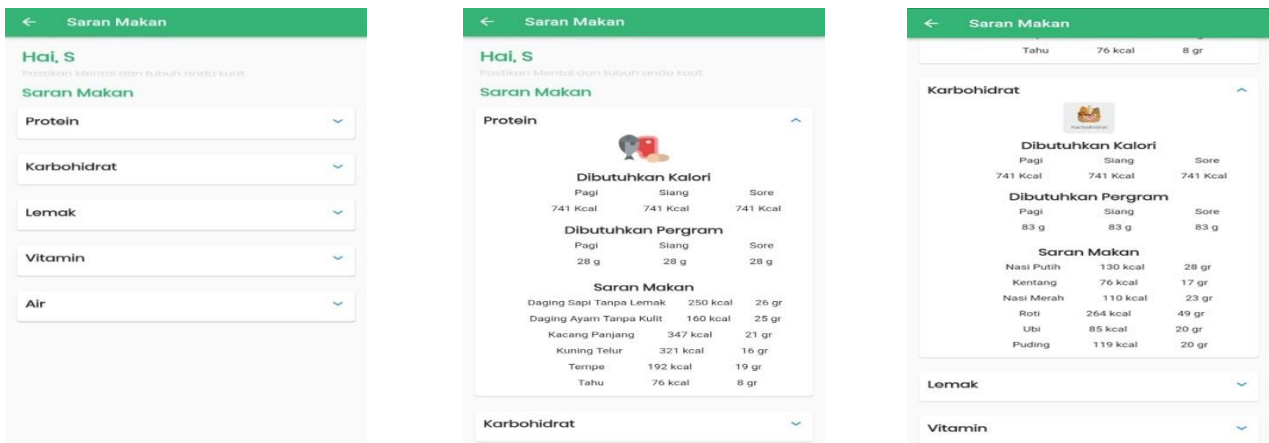 Saran Makan
Hai, S
Pastikan Mental dan tubuh anda kuat
Saran Makan
Protein
Karbohidrat
Lemak
Vitamin
Air
Saran Makan
Hai, S
Pastikan Mental dan tubuh anda kuat
Saran Makan
Protein
Dibutuhkan Kalori
Pagi Siang Sore
741 Kcal 741 Kcal 741 Kcal
Dibutuhkan Pergram
Pagi Siang Sore
28 g 28 g 28 g
Saran Makan
Daging Sapi Tanpa Lemak 250 kcal 26 gr
Daging Ayam Tanpa Kulit 160 kcal 25 gr
Kacang Panjang 347 kcal 21 gr
Kuning Telur 321 kcal 16 gr
Tempe 192 kcal 19 gr
Tahu 76 kcal 8 gr
Karbohidrat
Saran Makan
Tahu 76 kcal 8 gr
Karbohidrat
Karbohidrat
Dibutuhkan Kalori
Pagi Siang Sore
741 Kcal 741 Kcal 741 Kcal
Dibutuhkan Pergram
Pagi Siang Sore
83 g 83 g 83 g
Saran Makan
Nasi Putih 130 kcal 28 gr
Kentang 76 kcal 17 gr
Nasi Merah 110 kcal 23 gr
Roti 264 kcal 49 gr
Ubi 85 kcal 20 gr
Puding 119 kcal 20 gr
Lemak
Vitamin